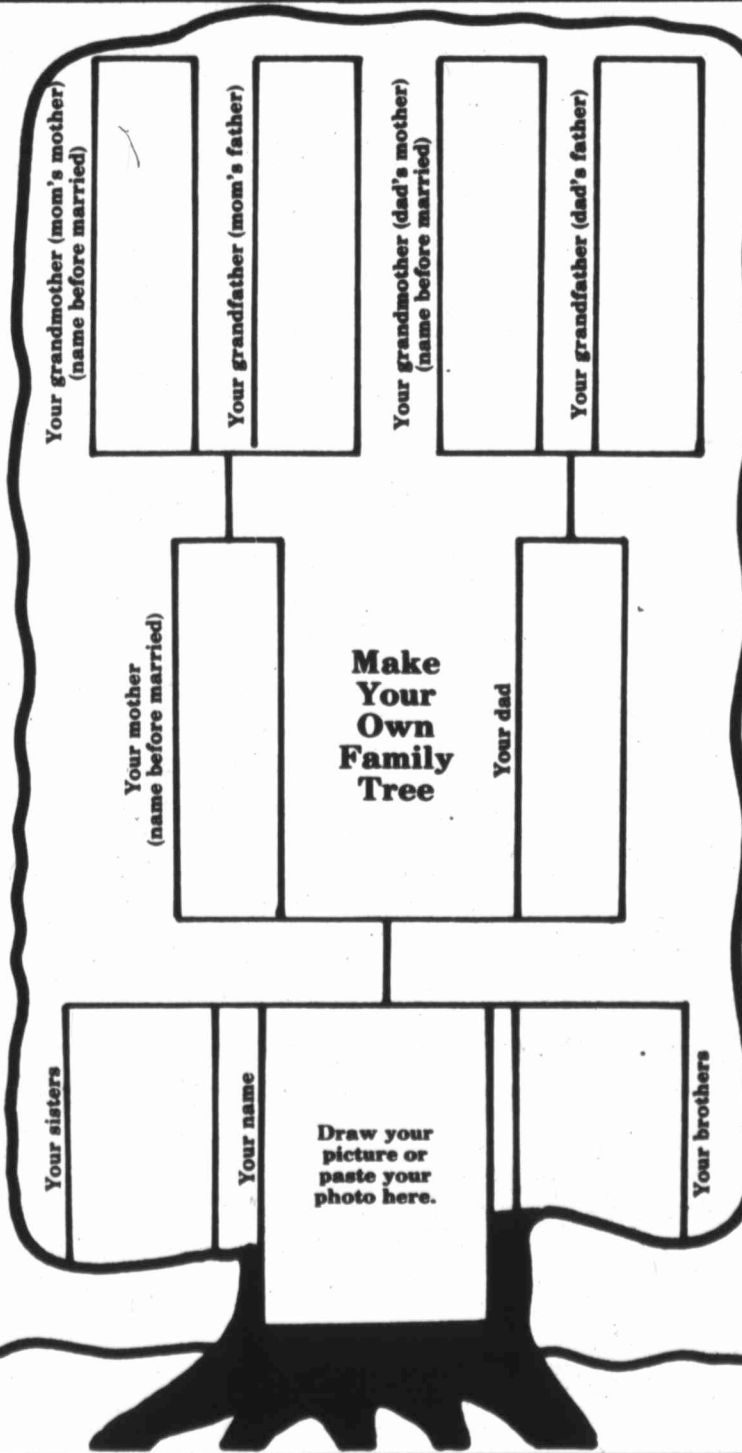 Your grandmother (mom's mother)
(name before married)
Your grandfather (mom's father)
Your grandmother (dad's mother)
(name before married)
Your grandfather (dad's father)
Your mother
(name before married)
Make
Your
Own
Family
Tree
Your dad
Your sisters
Your name
Draw your
picture or
paste your
photo here.
Your brothers